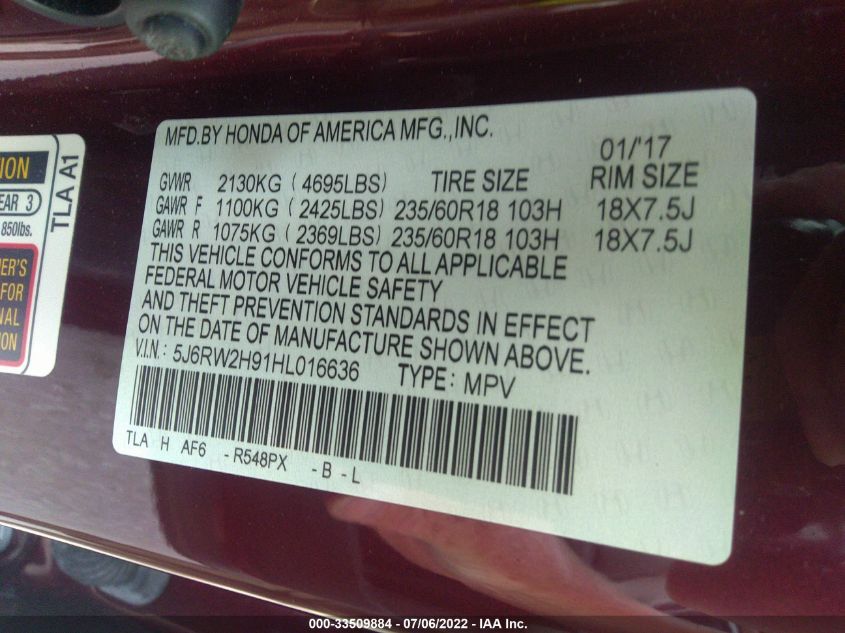 MFD.BY HONDA OF AMERICA MFG.,INC.
01/'17
GVWR 2130KG (4695LBS) TIRE SIZE RIM SIZE
GAWR F 1100KG (2425LBS) 235/60R18 103H 18X7.5J
GAWR R 1075KG (2369LBS) 235/60R18 103H 18X7.5J
THIS VEHICLE CONFORMS TO ALL APPLICABLE
FEDERAL MOTOR VEHICLE SAFETY
AND THEFT PREVENTION STANDARDS IN EFFECT
ON THE DATE OF MANUFACTURE SHOWN ABOVE.
V.I.N: 5J6RW2H91HL016636 TYPE: MPV
TLA H AF6 -R548PX -B-L
TLA A1
3
850lbs.
FOR
000-33509884 / 07/06/2022 - IAA Inc.